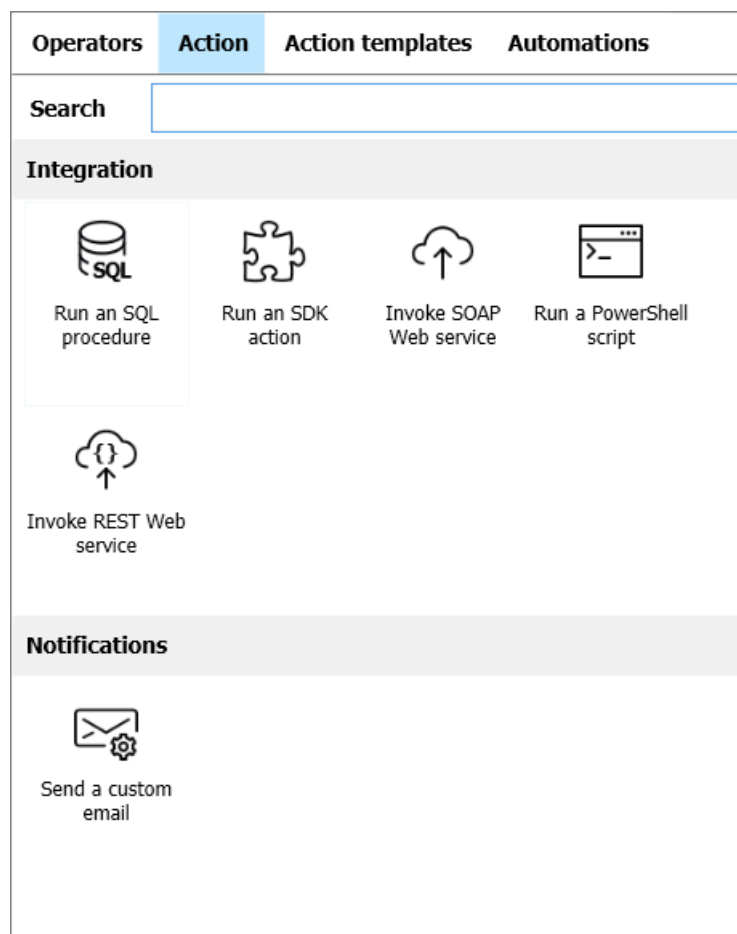 Operators Action Action templates Automations
Search
Integration
SQL
Run an SQL
procedure
Run an SDK
action
Invoke SOAP
Web service
>_
Run a PowerShell
script
{}
Invoke REST Web
service
Notifications
Send a custom
email